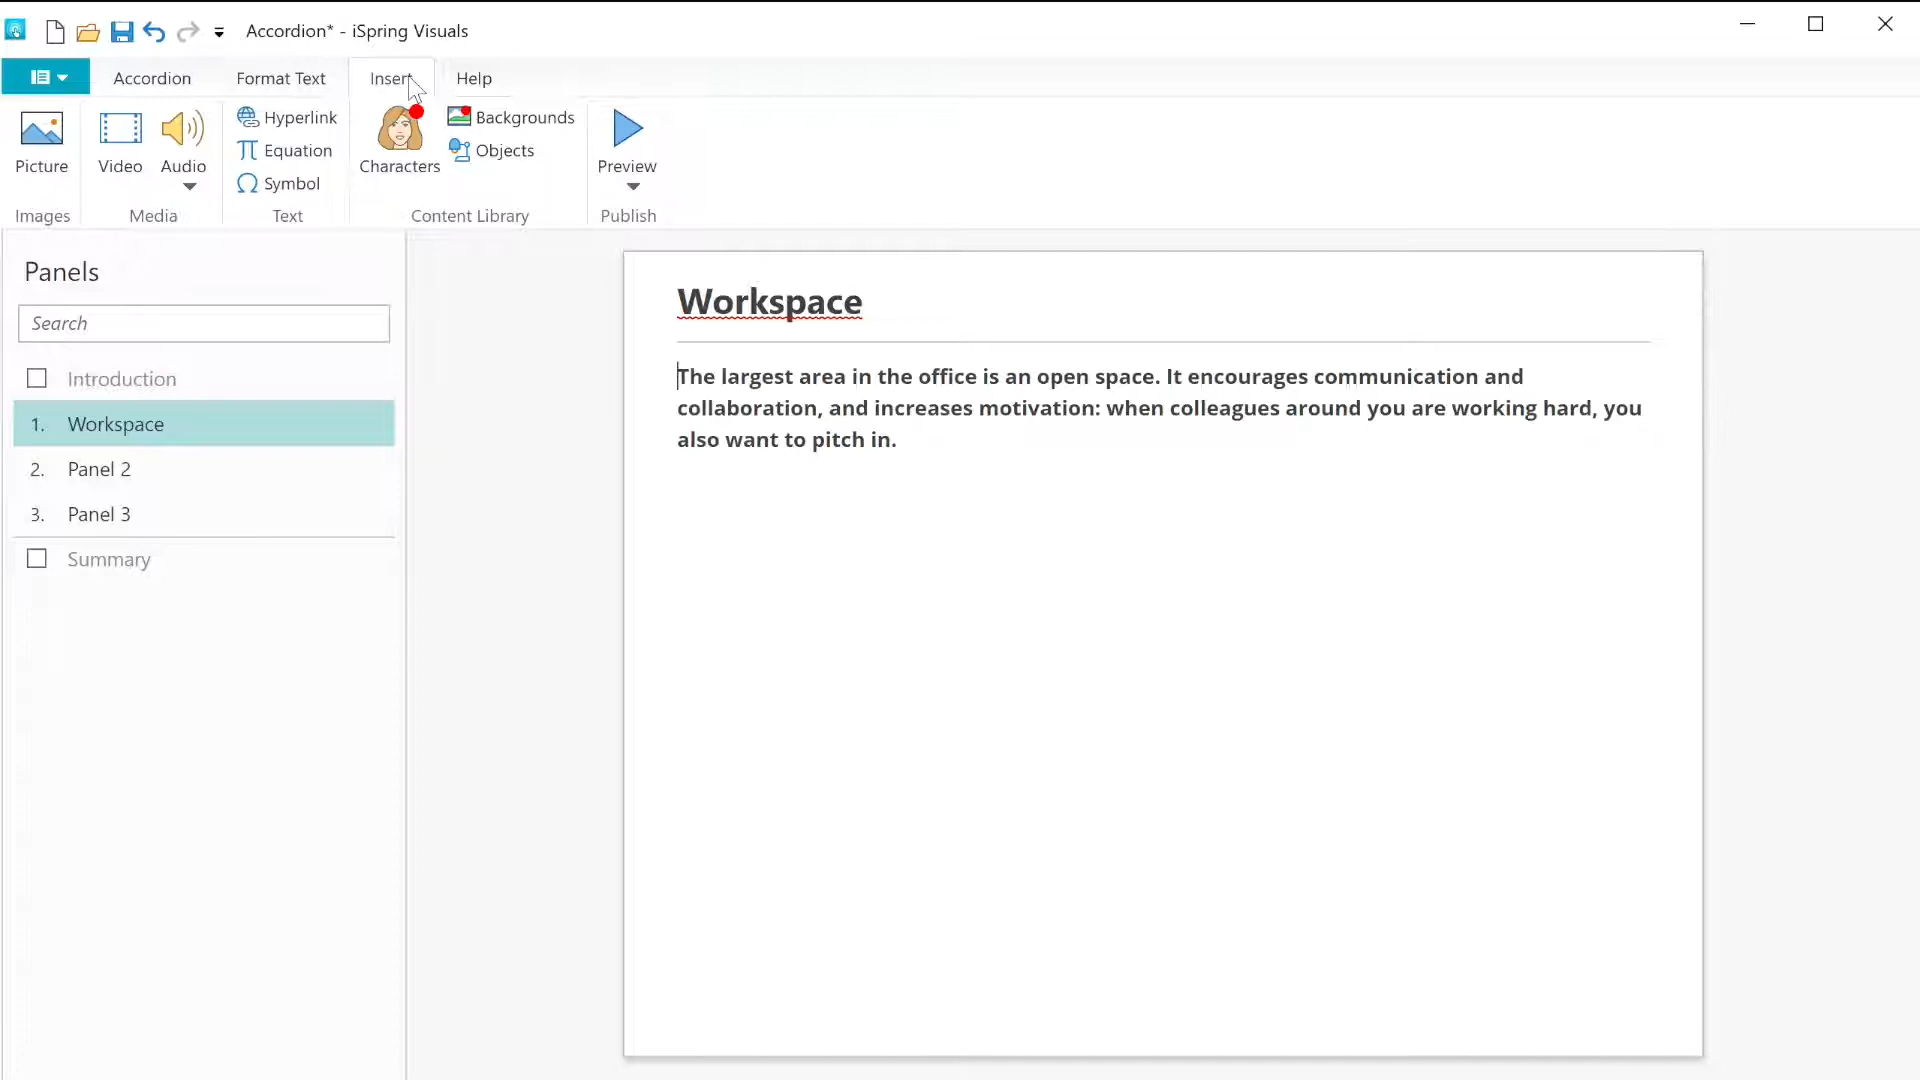 Accordion* - iSpring Visuals
Accordion Format Text Insert Help
Picture
Images
Video Audio
Media
Hyperlink
Equation
Symbol
Text
Characters
Backgrounds
Objects
Content Library
Preview
Publish
Panels
Search
Introduction
1. Workspace
2. Panel 2
3. Panel 3
Summary
Workspace
The largest area in the office is an open space. It encourages communication and
collaboration, and increases motivation: when colleagues around you are working hard, you
also want to pitch in.